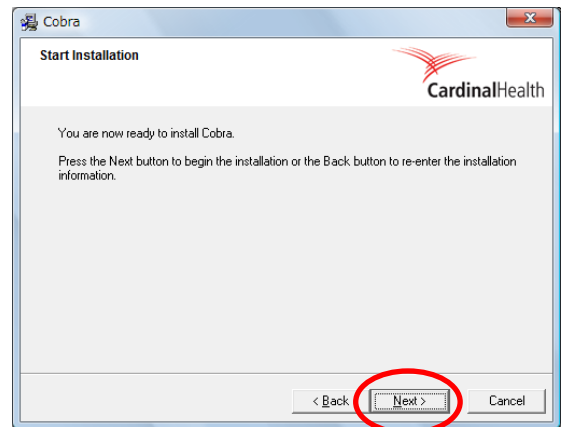 Cobra
Start Installation
CardinalHealth
You are now ready to install Cobra.
Press the Next button to begin the installation or the Back button to re-enter the installation
information.
< Back
Next >
Cancel